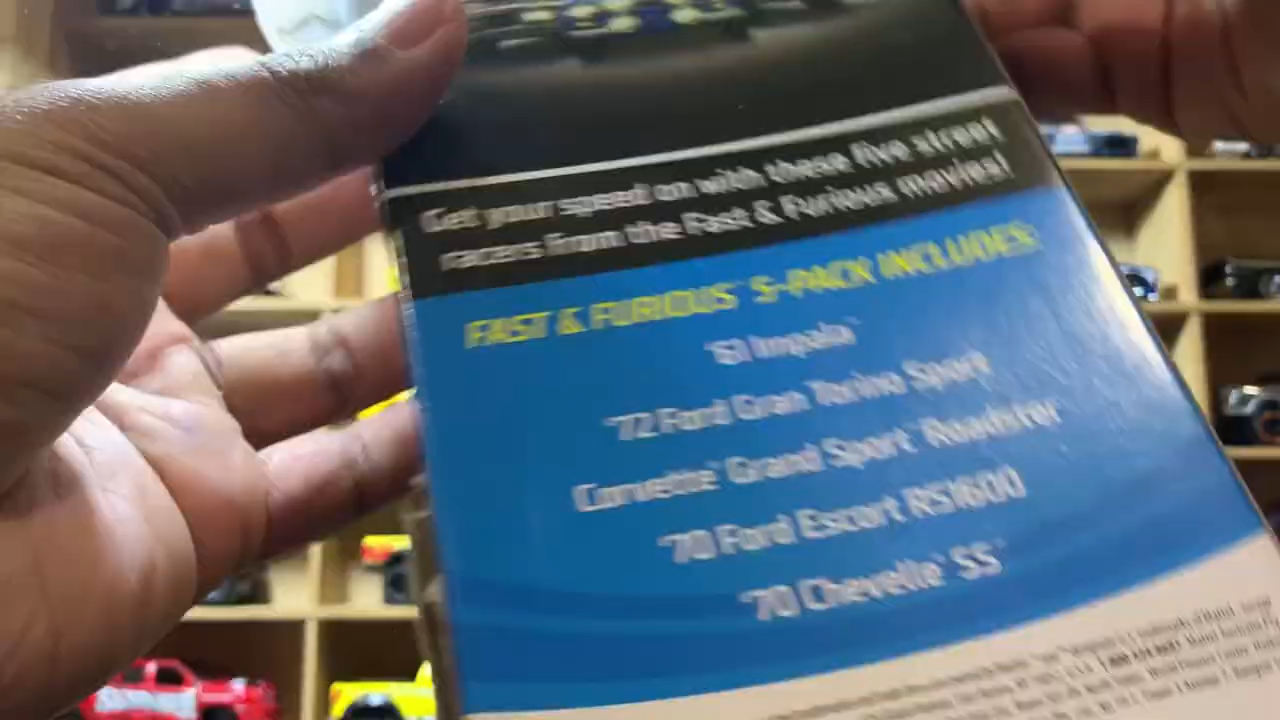 Get your speed on with these five street
racers from the Fast & Furious movies!
FAST & FURIOUS™ 5-PACK INCLUDES:
'61 Impala™
'72 Ford Gran Torino Sport
Corvette® Grand Sport™ Roadster
'70 Ford Escort RS1600
'70 Chevelle® SS™